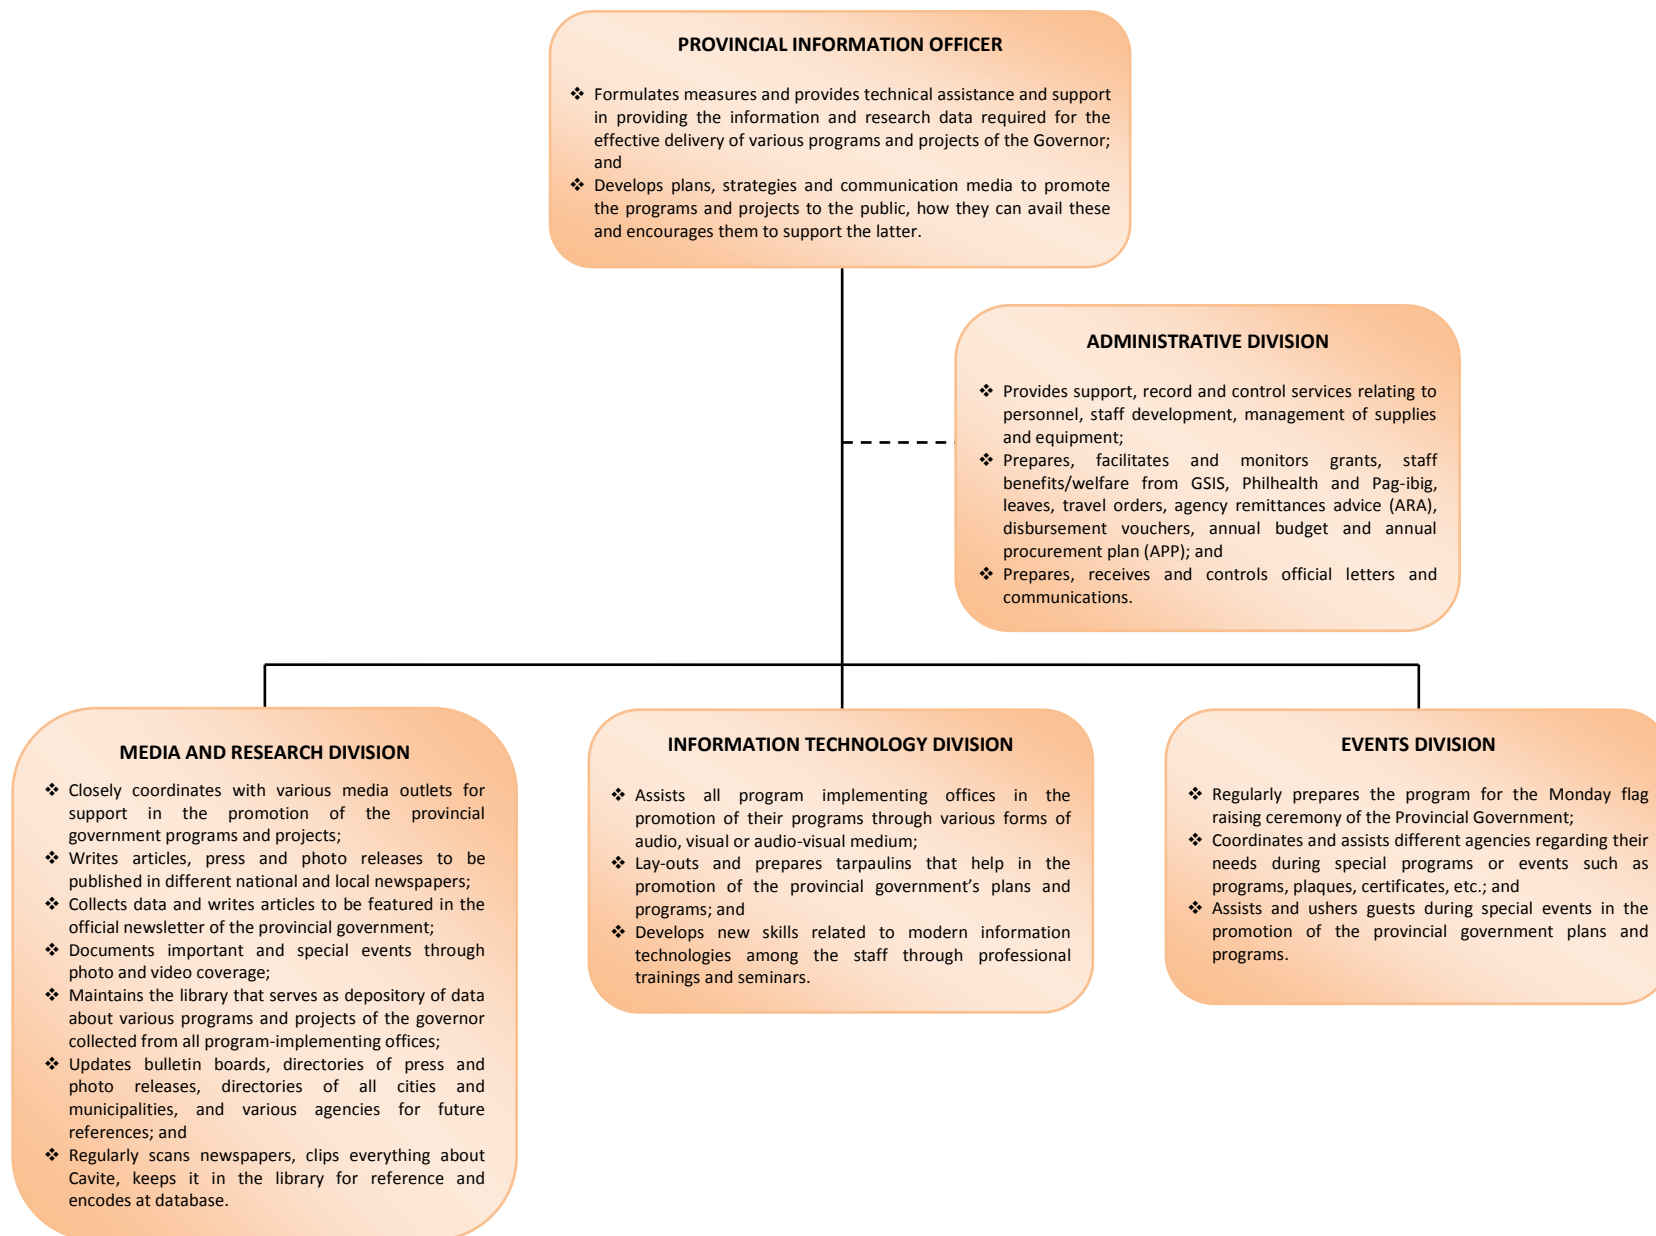 PROVINCIAL INFORMATION OFFICER
❖ Formulates measures and provides technical assistance and support
in providing the information and research data required for the
effective delivery of various programs and projects of the Governor;
and
❖ Develops plans, strategies and communication media to promote
the programs and projects to the public, how they can avail these
and encourages them to support the latter.
ADMINISTRATIVE DIVISION
❖ Provides support, record and control services relating to
personnel, staff development, management of supplies
and equipment;
❖ Prepares, facilitates and monitors grants, staff
benefits/welfare from GSIS, Philhealth and Pag-ibig,
leaves, travel orders, agency remittances advice (ARA),
disbursement vouchers, annual budget and annual
procurement plan (APP); and
❖ Prepares, receives and controls official letters and
communications.
MEDIA AND RESEARCH DIVISION
❖ Closely coordinates with various media outlets for
support in the promotion of the provincial
government programs and projects;
❖ Writes articles, press and photo releases to be
published in different national and local newspapers;
❖ Collects data and writes articles to be featured in the
official newsletter of the provincial government;
❖ Documents important and special events through
photo and video coverage;
❖ Maintains the library that serves as depository of data
about various programs and projects of the governor
collected from all program-implementing offices;
❖ Updates bulletin boards, directories of press and
photo releases, directories of all cities and
municipalities, and various agencies for future
references; and
❖ Regularly scans newspapers, clips everything about
Cavite, keeps it in the library for reference and
encodes at database.
INFORMATION TECHNOLOGY DIVISION
❖ Assists all program implementing offices in the
promotion of their programs through various forms of
audio, visual or audio-visual medium;
❖ Lay-outs and prepares tarpaulins that help in the
promotion of the provincial government’s plans and
programs; and
❖ Develops new skills related to modern information
technologies among the staff through professional
trainings and seminars.
EVENTS DIVISION
❖ Regularly prepares the program for the Monday flag
raising ceremony of the Provincial Government;
❖ Coordinates and assists different agencies regarding their
needs during special programs or events such as
programs, plaques, certificates, etc.; and
❖ Assists and ushers guests during special events in the
promotion of the provincial government plans and
programs.